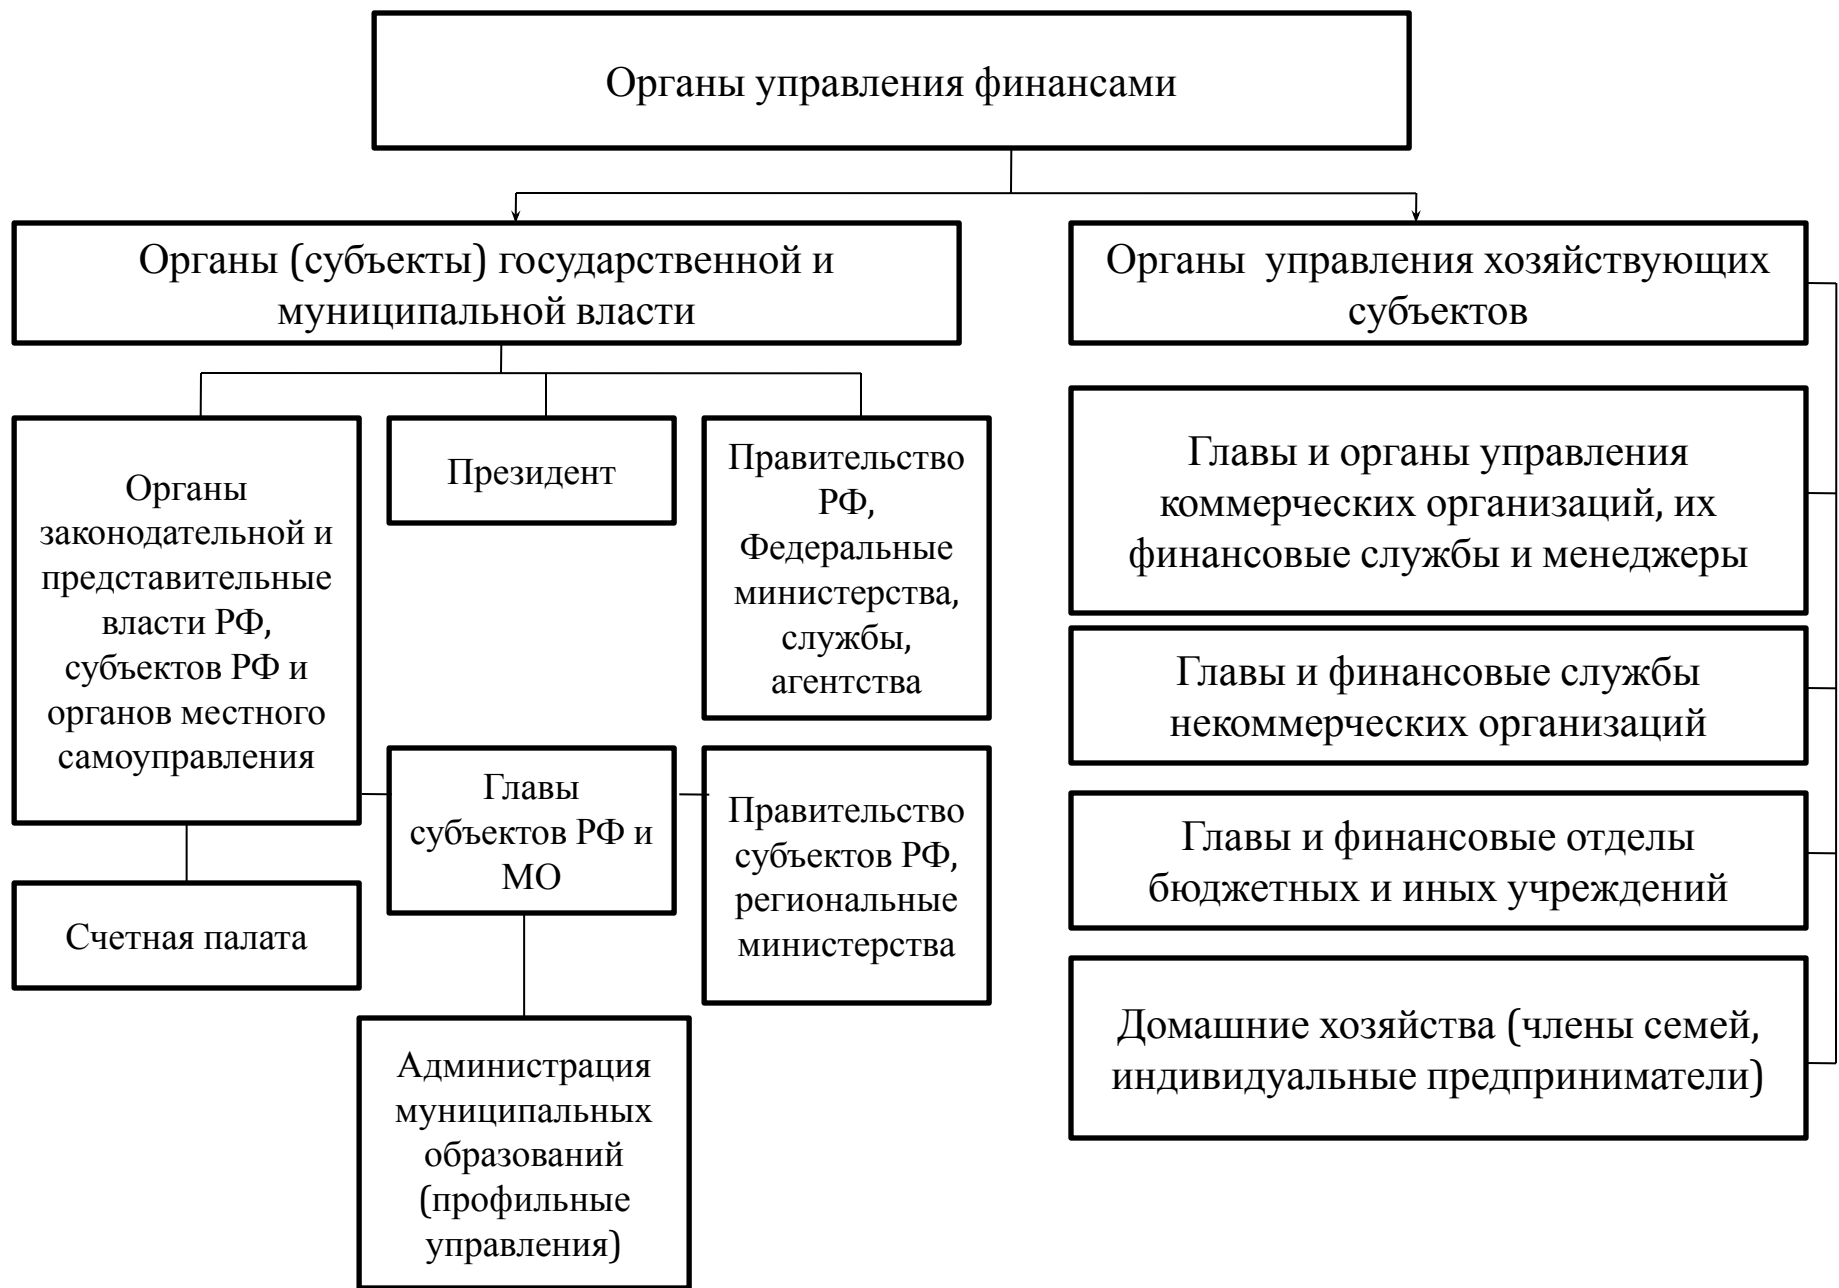 Органы управления финансами
Органы (субъекты) государственной и
муниципальной власти
Органы  управления хозяйствующих
субъектов
Органы
законодательной и
представительные
власти РФ,
субъектов РФ и
органов местного
самоуправления
Президент
Правительство
РФ,
Федеральные
министерства,
службы,
агентства
Счетная палата
Главы
субъектов РФ и
МО
Правительство
субъектов РФ,
региональные
министерства
Администрация
муниципальных
образований
(профильные
управления)
Главы и органы управления
коммерческих организаций, их
финансовые службы и менеджеры
Главы и финансовые службы
некоммерческих организаций
Главы и финансовые отделы
бюджетных и иных учреждений
Домашние хозяйства (члены семей,
индивидуальные предприниматели)